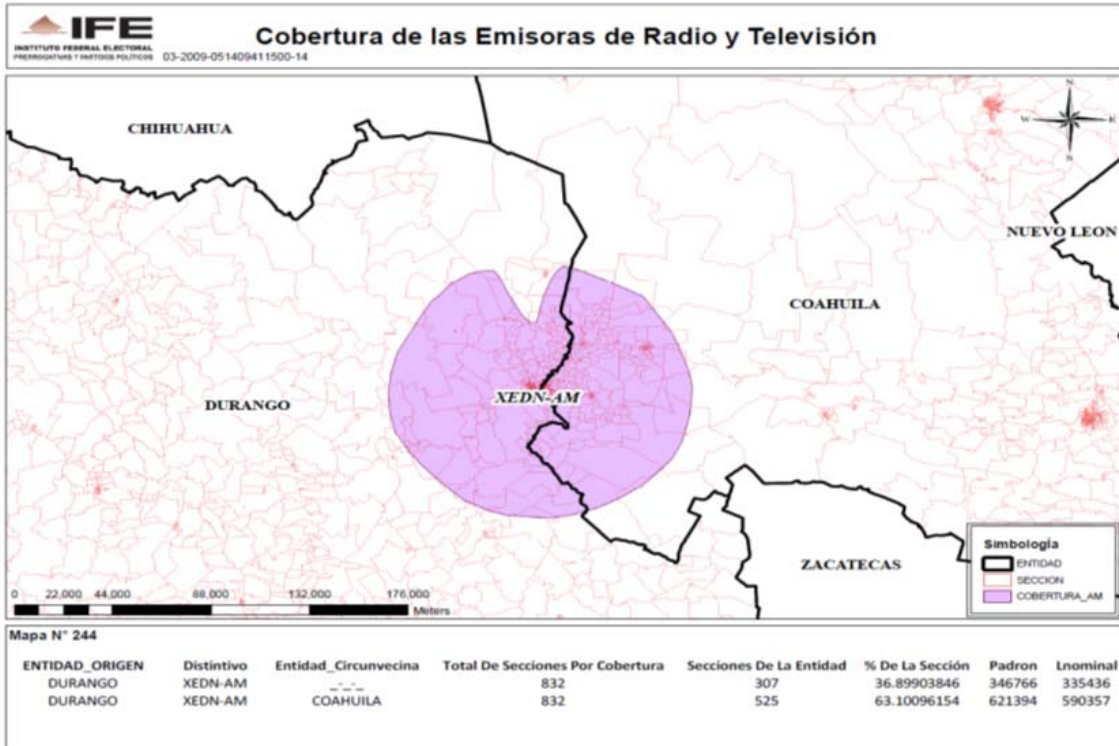 IFE
INSTITUTO FEDERAL ELECTORAL
PRERROGATIVAS Y PARTIDOS POLÍTICOS
03-2009-051409411500-14
Cobertura de las Emisoras de Radio y Televisión
CHIHUAHUA
N
W
E
S
NUEVO LEON
COAHUILA
DURANGO
XEDN-AM
ZACATECAS
Simbología
ENTIDAD
SECCION
COBERTURA_AM
0 22,000 44,000 88,000 132,000 176,000
Meters
Mapa N° 244
ENTIDAD_ORIGEN Distintivo Entidad_Circunvecina Total De Secciones Por Cobertura Secciones De La Entidad % De La Sección Padron Lnominal
DURANGO XEDN-AM _-_-_ 832 307 36.89903846 346766 335436
DURANGO XEDN-AM COAHUILA 832 525 63.10096154 621394 590357